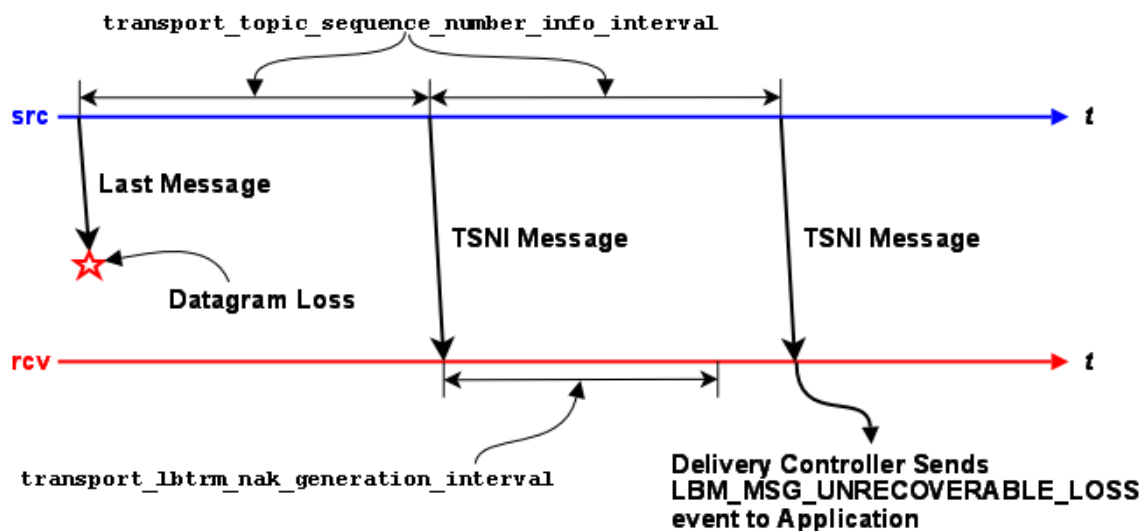 transport_topic_sequence_number_info_interval
src
t
Last Message
TSNI Message
TSNI Message
Datagram Loss
rcv
t
transport_lbtrm_nak_generation_interval
Delivery Controller Sends
LBM_MSG_UNRECOVERABLE_LOSS
event to Application